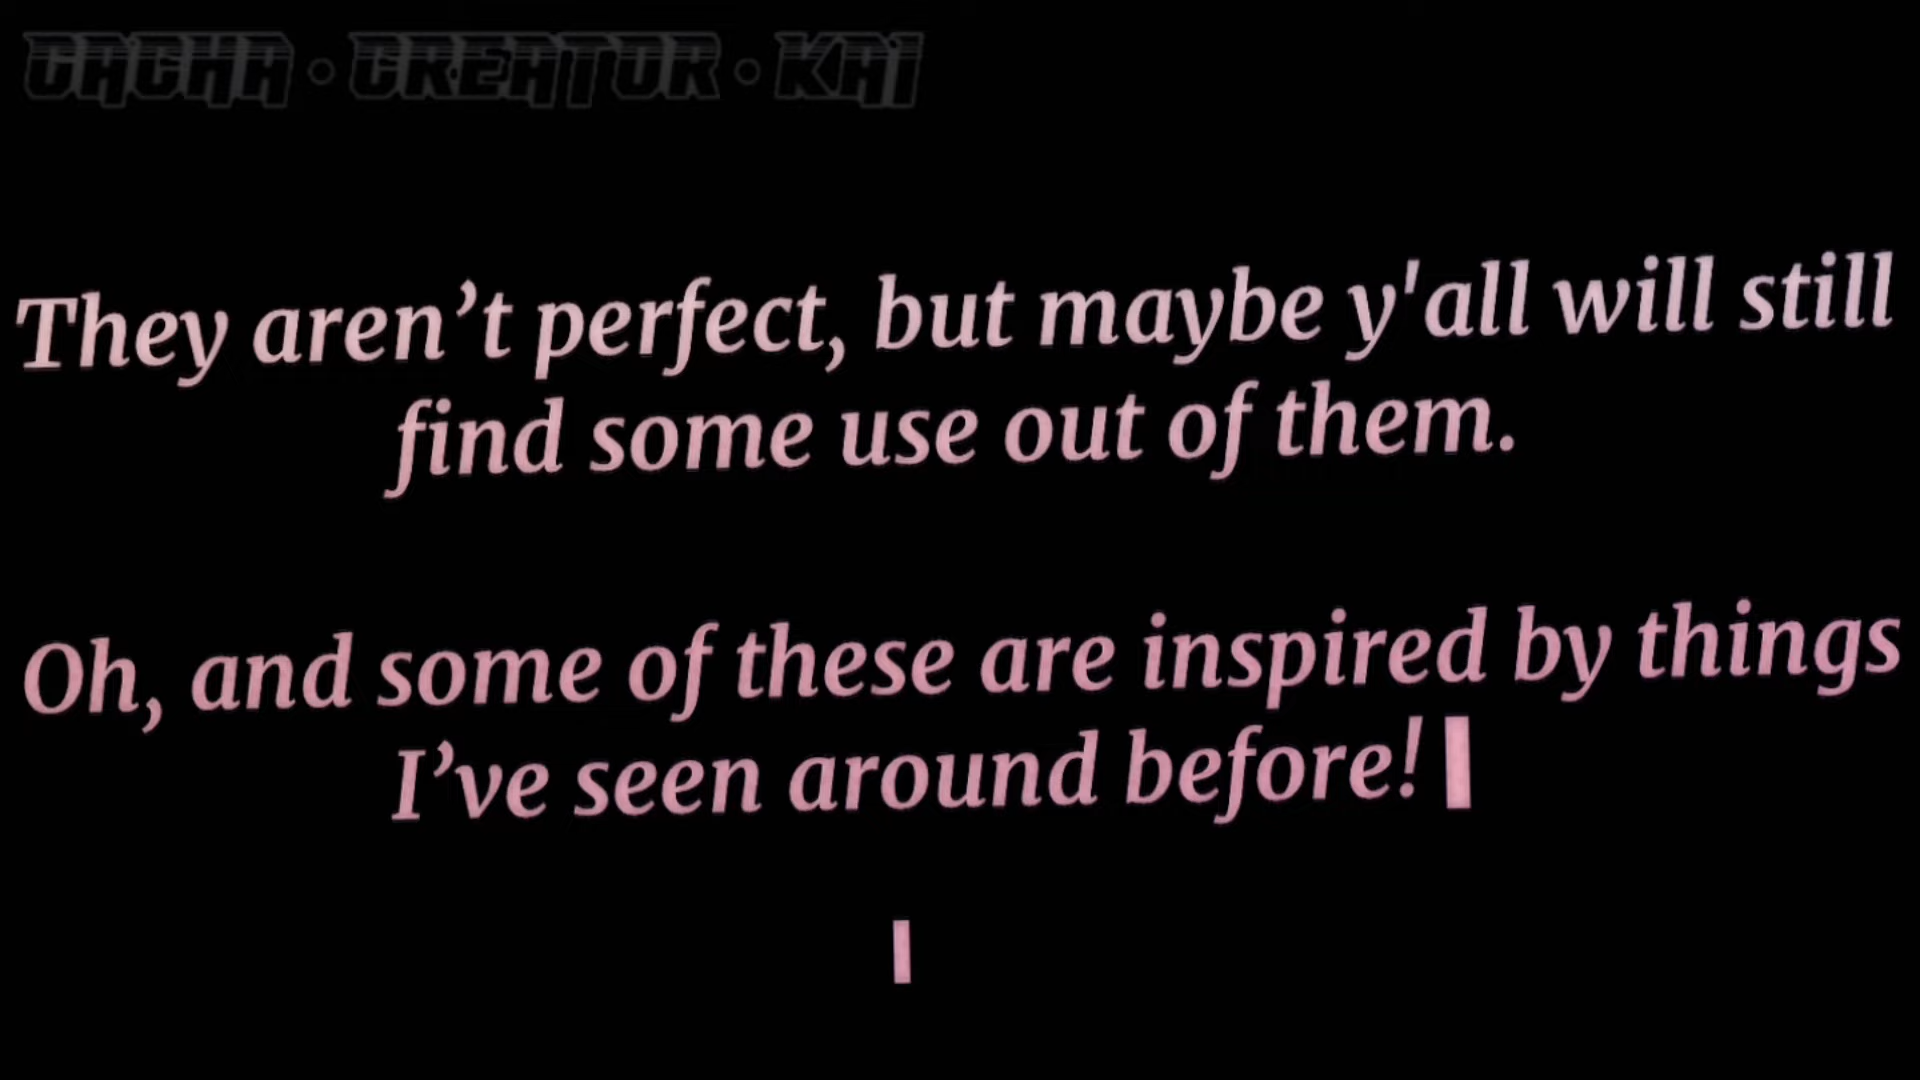 GACHA • CREATOR • KAI
They aren’t perfect, but maybe y'all will still
find some use out of them.
Oh, and some of these are inspired by things
I’ve seen around before!